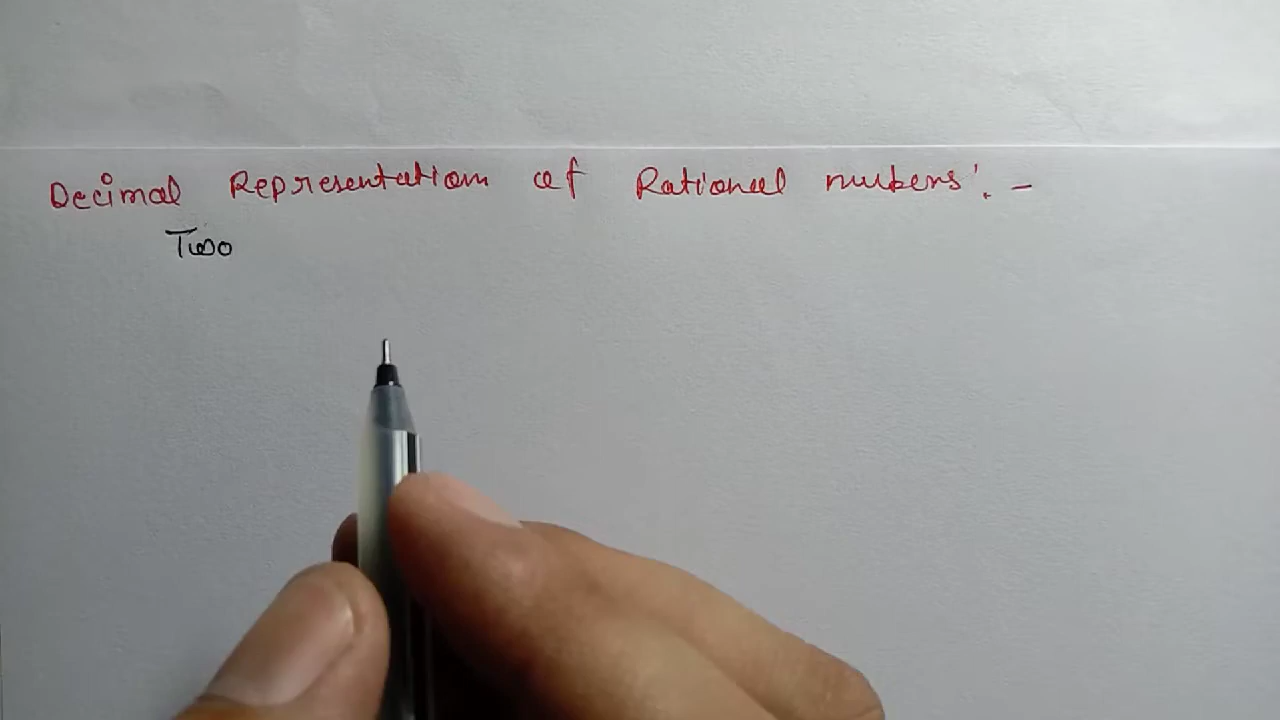 Decimal Representation of Rational numbers :-
Two